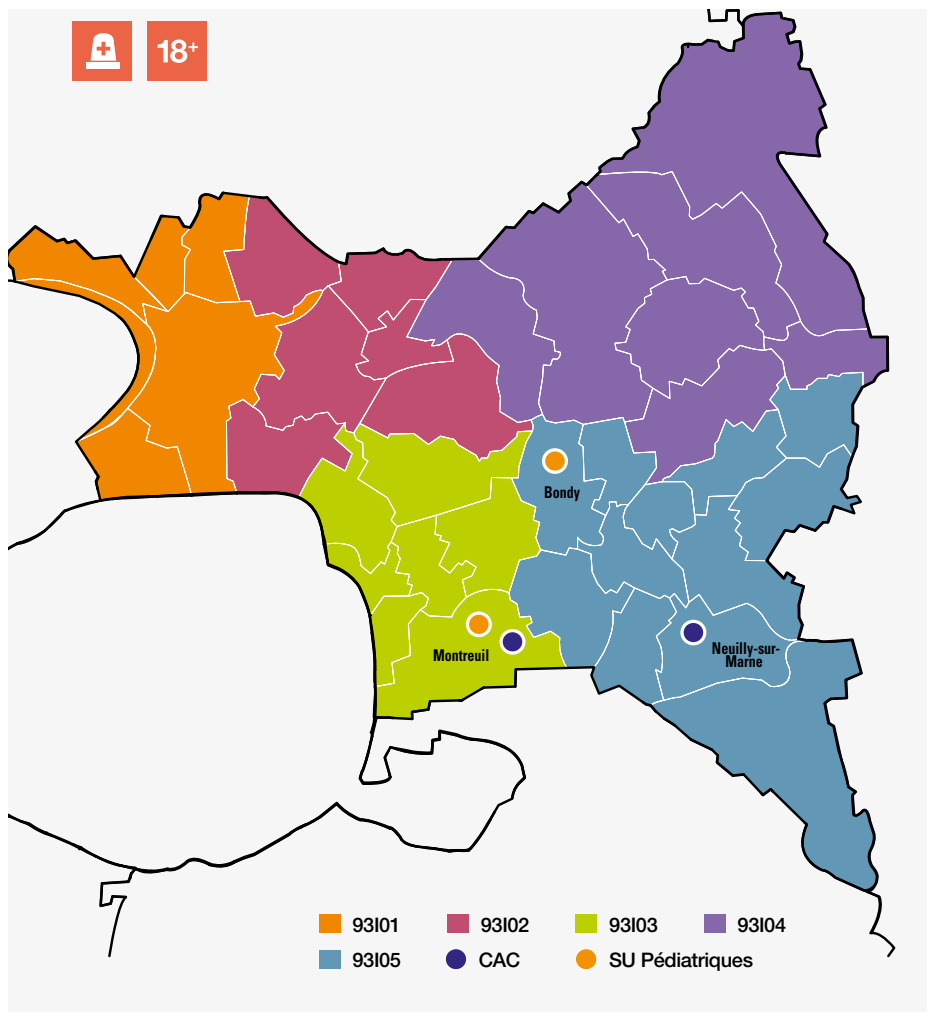 18+
Bondy
Montreuil
Neuilly-sur-
Marne
93I01
93I02
93I03
93I04
93I05
CAC
SU Pédiatriques